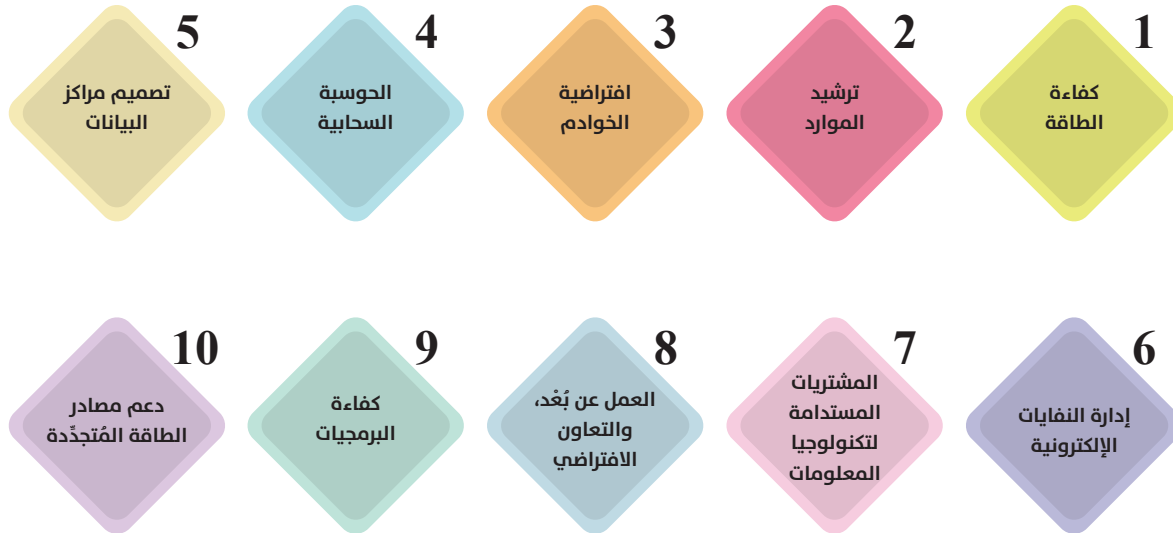 1
كفاءة
الطاقة
2
ترشيد
الموارد
3
افتراضية
الخوادم
4
الحوسبة
السحابية
5
تصميم مراكز
البيانات
6
إدارة النفايات
الإلكترونية
7
المشتريات
المستدامة
لتكنولوجيا
المعلومات
8
العمل عن بُعْد،
والتعاون
الافتراضي
9
كفاءة
البرمجيات
10
دعم مصادر
الطاقة المُتجدِّدة